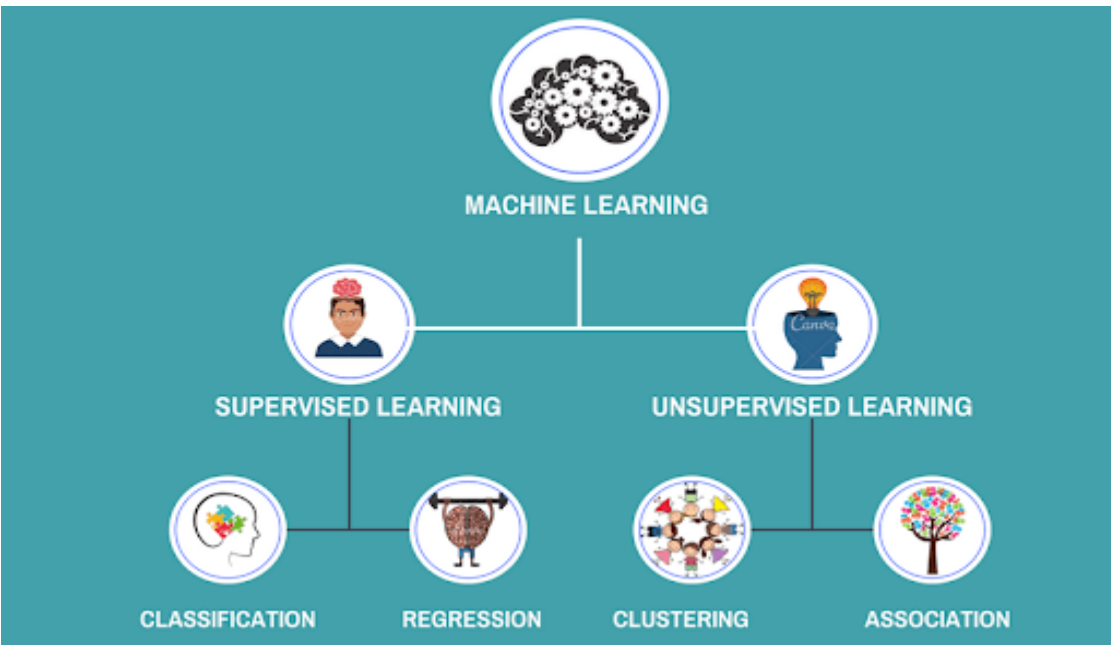 MACHINE LEARNING
Canva
SUPERVISED LEARNING
UNSUPERVISED LEARNING
CLASSIFICATION
REGRESSION
CLUSTERING
ASSOCIATION